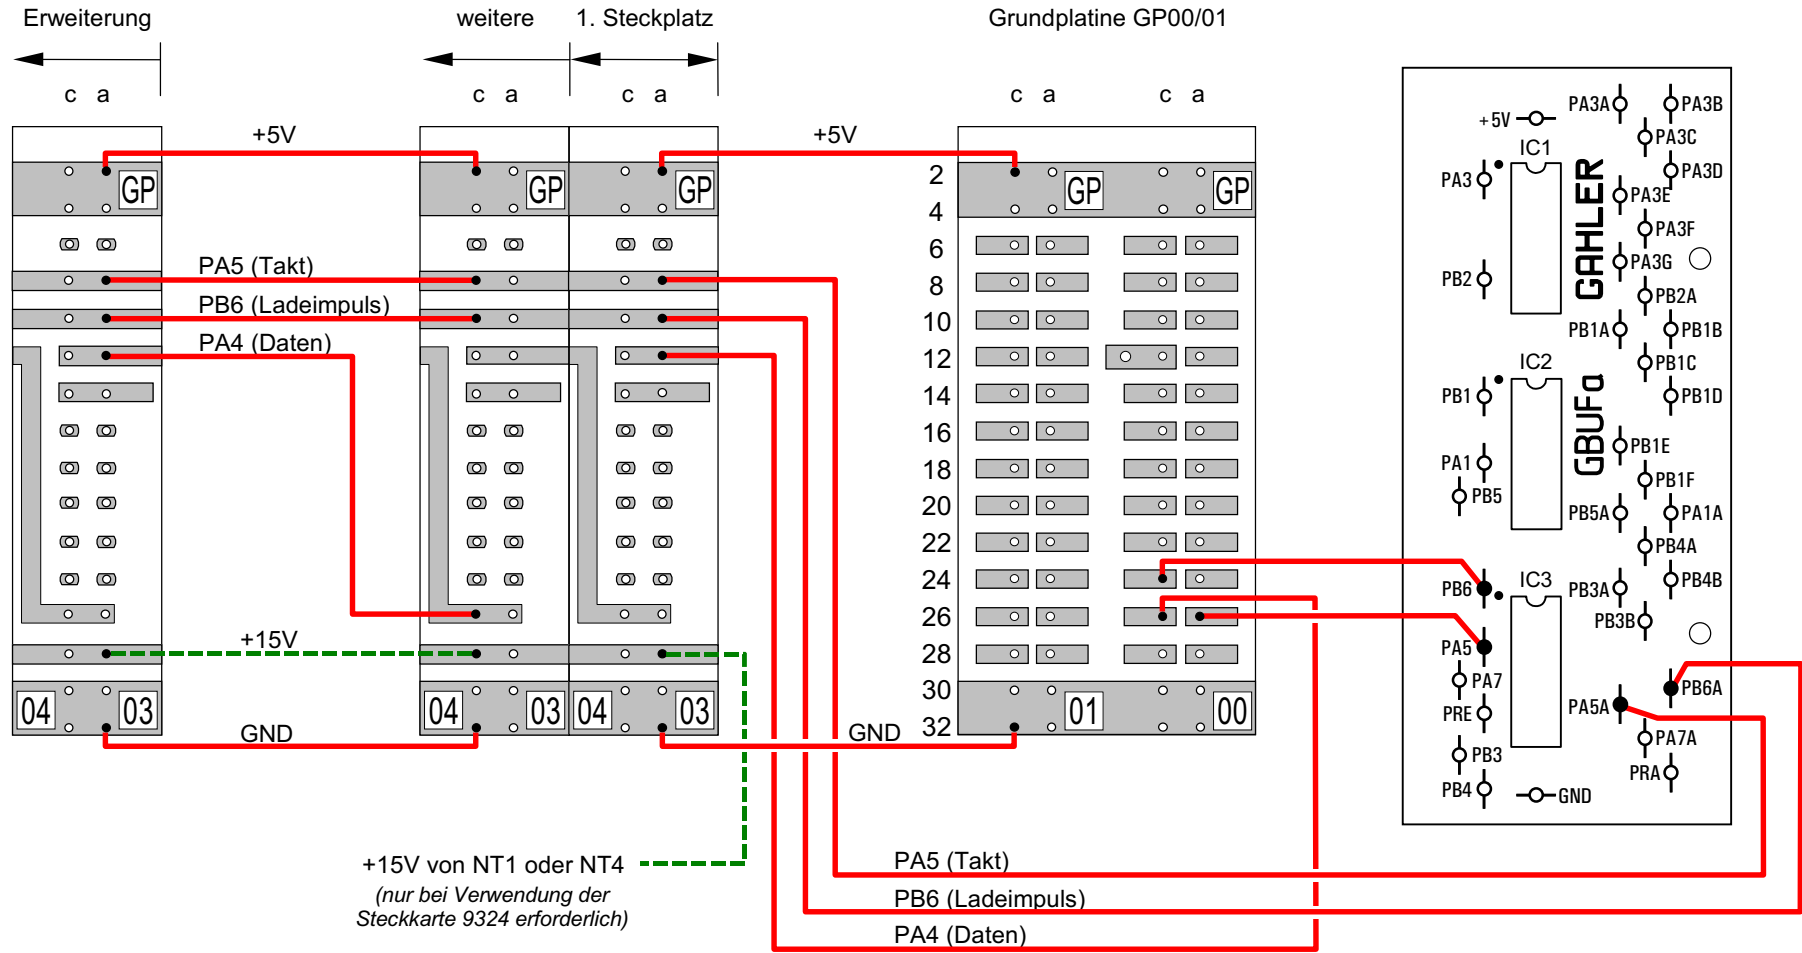 Erweiterung
weitere
1. Steckplatz
Grundplatine GP00/01
c a
c a
c a
c a
c a
+5V
+5V
GP
GP
GP
GP
GP
2
4
6
8
10
12
14
16
18
20
22
24
26
28
30
32
PA5 (Takt)
PB6 (Ladeimpuls)
PA4 (Daten)
+15V
04
03
04
03
04
03
01
00
GND
GND
+15V von NT1 oder NT4
(nur bei Verwendung der
Steckkarte 9324 erforderlich)
PA5 (Takt)
PB6 (Ladeimpuls)
PA4 (Daten)
+5V
PA3A
PA3B
PA3C
IC1
PA3
PA3D
PA3E
PA3F
PA3G
PB2
PB2A
PB1A
PB1B
PB1C
IC2
PB1
PB1D
GAHLER
GBUFa
PB1E
PA1
PB1F
PB5
PB5A
PA1A
PB4A
IC3
PB6
PB3A
PB4B
PB3B
PA5
PA7
PB6A
PRE
PA5A
PA7A
PB3
PRA
PB4
GND